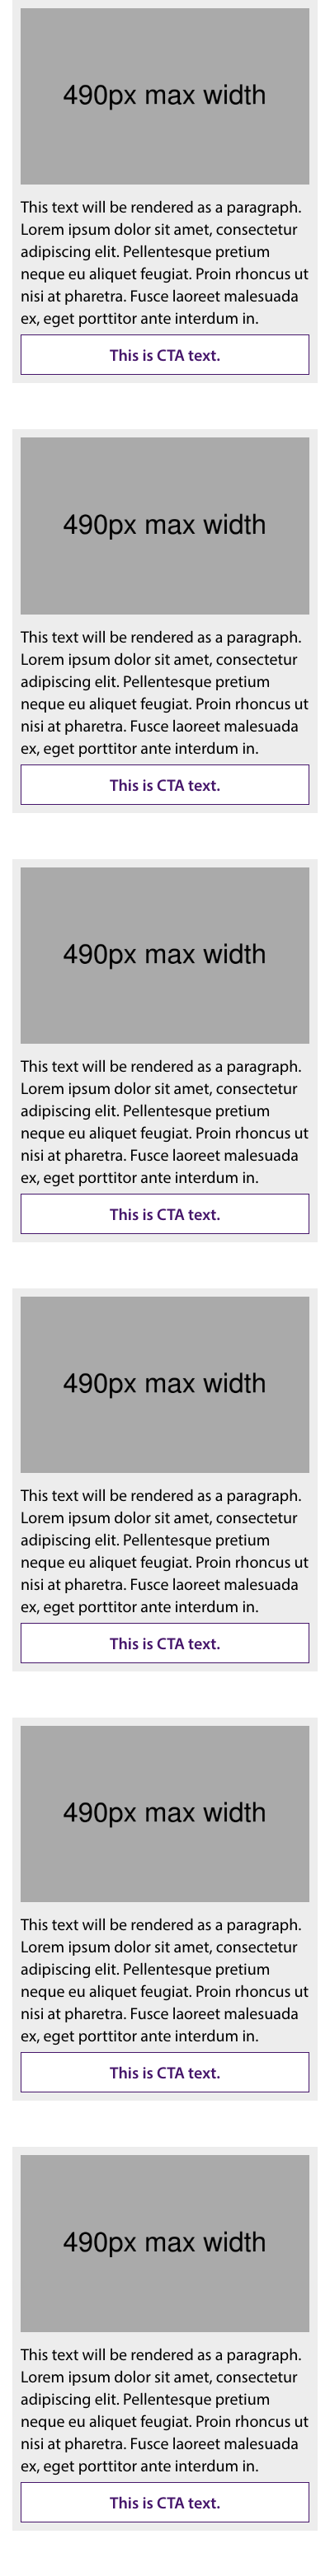 490px max width
This text will be rendered as a paragraph.
Lorem ipsum dolor sit amet, consectetur
adipiscing elit. Pellentesque pretium
neque eu aliquet feugiat. Proin rhoncus ut
nisi at pharetra. Fusce laoreet malesuada
ex, eget porttitor ante interdum in.
This is CTA text.
490px max width
This text will be rendered as a paragraph.
Lorem ipsum dolor sit amet, consectetur
adipiscing elit. Pellentesque pretium
neque eu aliquet feugiat. Proin rhoncus ut
nisi at pharetra. Fusce laoreet malesuada
ex, eget porttitor ante interdum in.
This is CTA text.
490px max width
This text will be rendered as a paragraph.
Lorem ipsum dolor sit amet, consectetur
adipiscing elit. Pellentesque pretium
neque eu aliquet feugiat. Proin rhoncus ut
nisi at pharetra. Fusce laoreet malesuada
ex, eget porttitor ante interdum in.
This is CTA text.
490px max width
This text will be rendered as a paragraph.
Lorem ipsum dolor sit amet, consectetur
adipiscing elit. Pellentesque pretium
neque eu aliquet feugiat. Proin rhoncus ut
nisi at pharetra. Fusce laoreet malesuada
ex, eget porttitor ante interdum in.
This is CTA text.
490px max width
This text will be rendered as a paragraph.
Lorem ipsum dolor sit amet, consectetur
adipiscing elit. Pellentesque pretium
neque eu aliquet feugiat. Proin rhoncus ut
nisi at pharetra. Fusce laoreet malesuada
ex, eget porttitor ante interdum in.
This is CTA text.
490px max width
This text will be rendered as a paragraph.
Lorem ipsum dolor sit amet, consectetur
adipiscing elit. Pellentesque pretium
neque eu aliquet feugiat. Proin rhoncus ut
nisi at pharetra. Fusce laoreet malesuada
ex, eget porttitor ante interdum in.
This is CTA text.